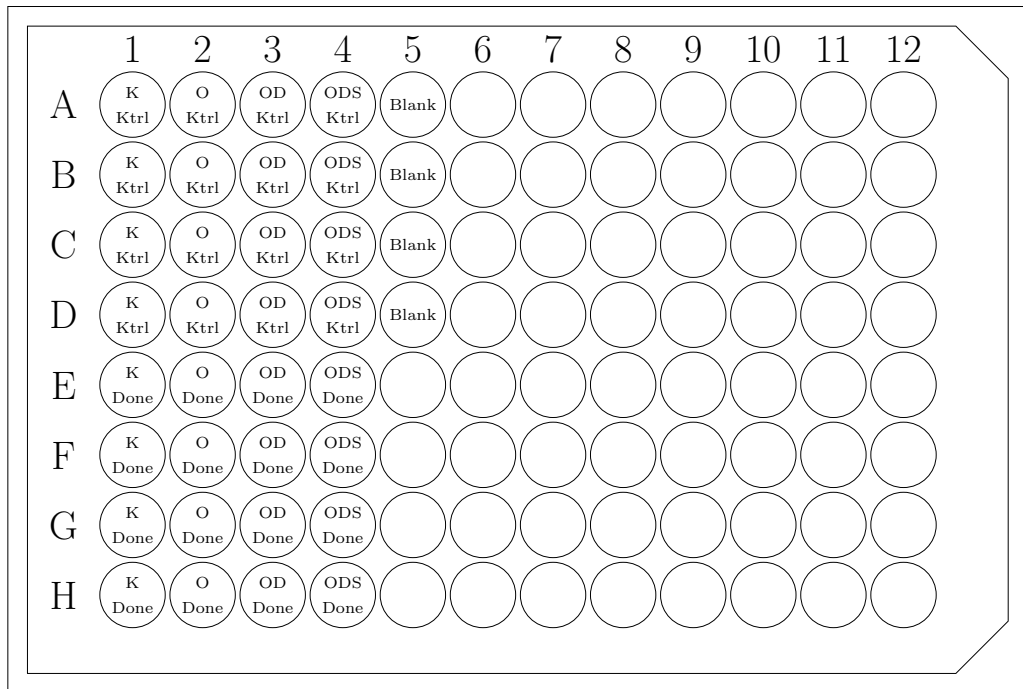 1 2 3 4 5 6 7 8 9 10 11 12
A K Ktrl O Ktrl OD Ktrl ODS Ktrl Blank
B K Ktrl O Ktrl OD Ktrl ODS Ktrl Blank
C K Ktrl O Ktrl OD Ktrl ODS Ktrl Blank
D K Ktrl O Ktrl OD Ktrl ODS Ktrl Blank
E K Done O Done OD Done ODS Done
F K Done O Done OD Done ODS Done
G K Done O Done OD Done ODS Done
H K Done O Done OD Done ODS Done